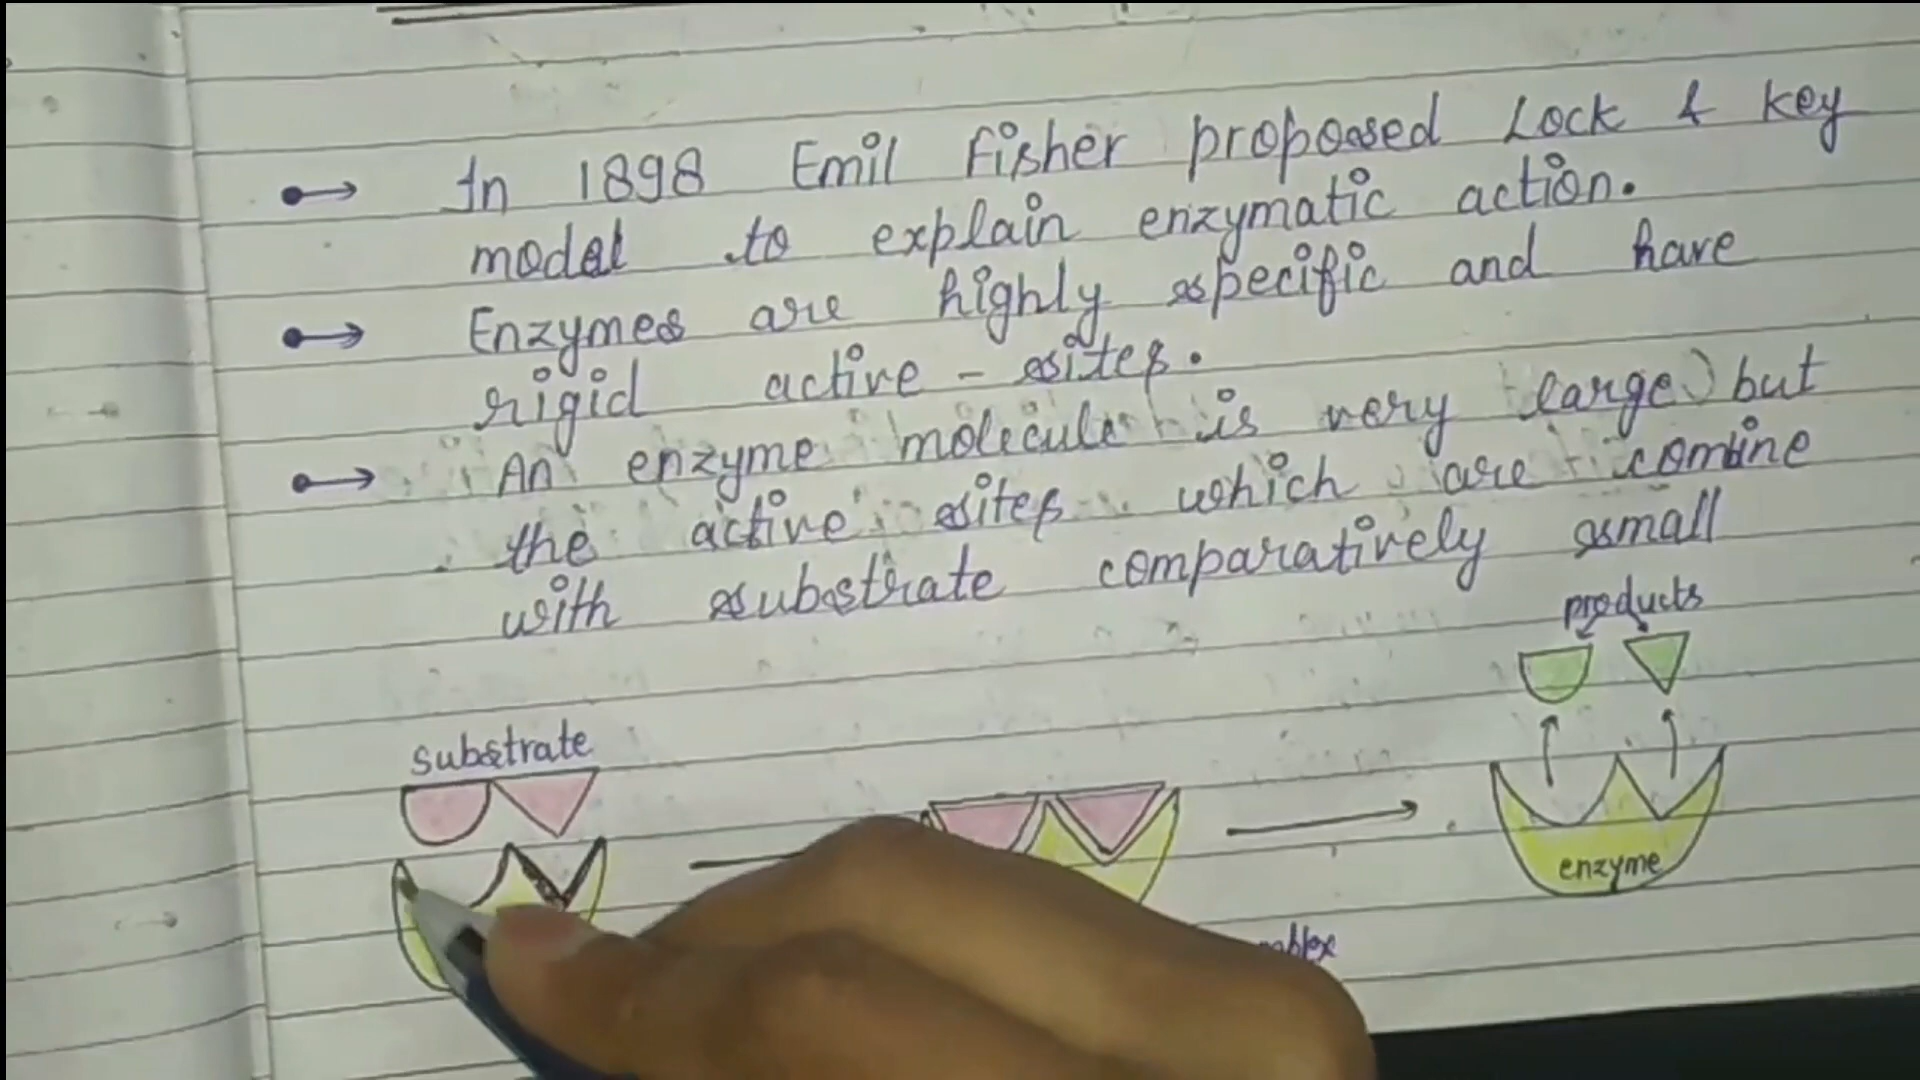 In 1898 Emil Fisher proposed Lock & key
model to explain enzymatic action.
Enzymes are highly specific and have
rigid active - sites.
An enzyme molecule is very large but
the active sites which are comine
with substrate comparatively small
products
substrate
enzyme